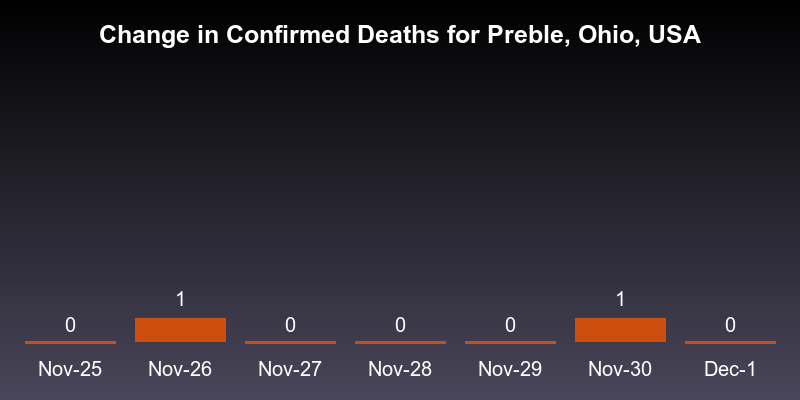 Change in Confirmed Deaths for Preble, Ohio, USA
0 1 0 0 0 1 0
Nov-25 Nov-26 Nov-27 Nov-28 Nov-29 Nov-30 Dec-1